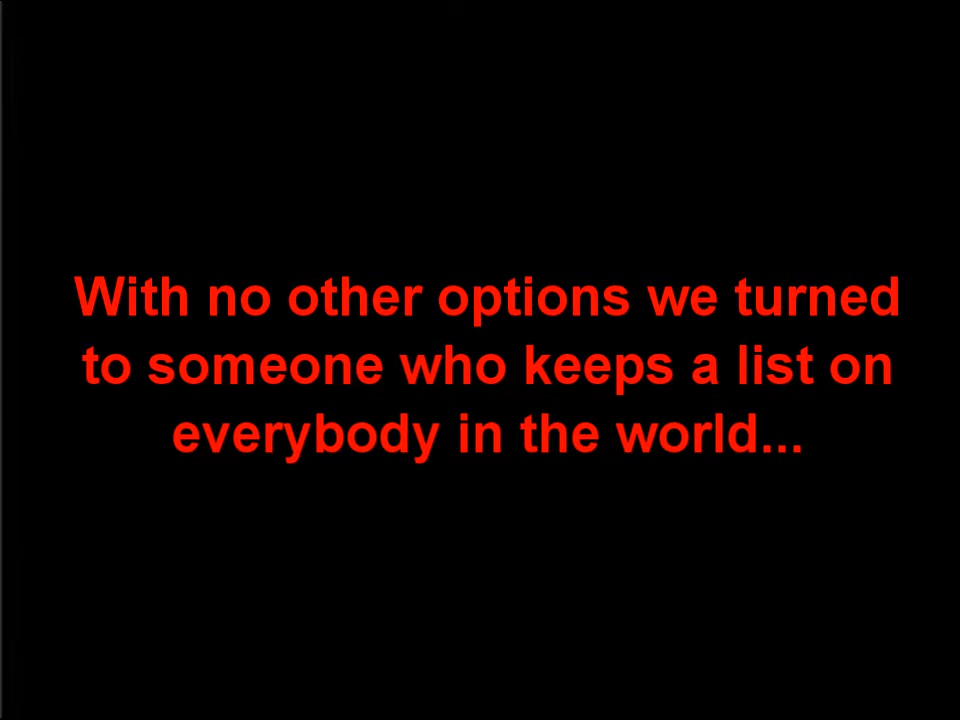 With no other options we turned
to someone who keeps a list on
everybody in the world...